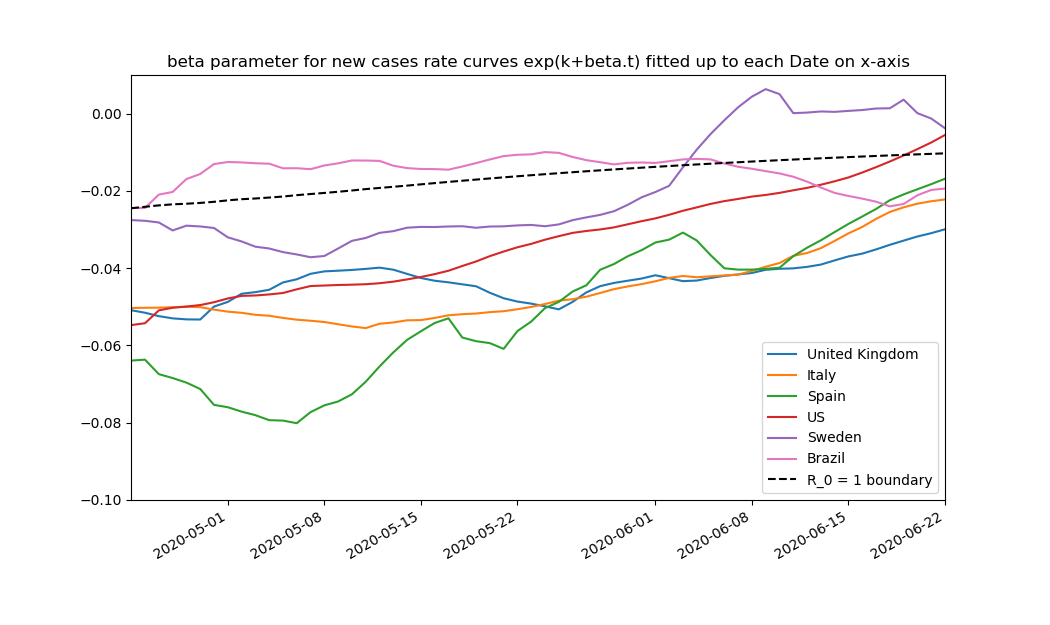 beta parameter for new cases rate curves exp(k+beta.t) fitted up to each Date on x-axis
0.00
−0.02
−0.04
−0.06
−0.08
−0.10
United Kingdom
Italy
Spain
US
Sweden
Brazil
R_0 = 1 boundary
2020-05-01
2020-05-08
2020-05-15
2020-05-22
2020-06-01
2020-06-08
2020-06-15
2020-06-22